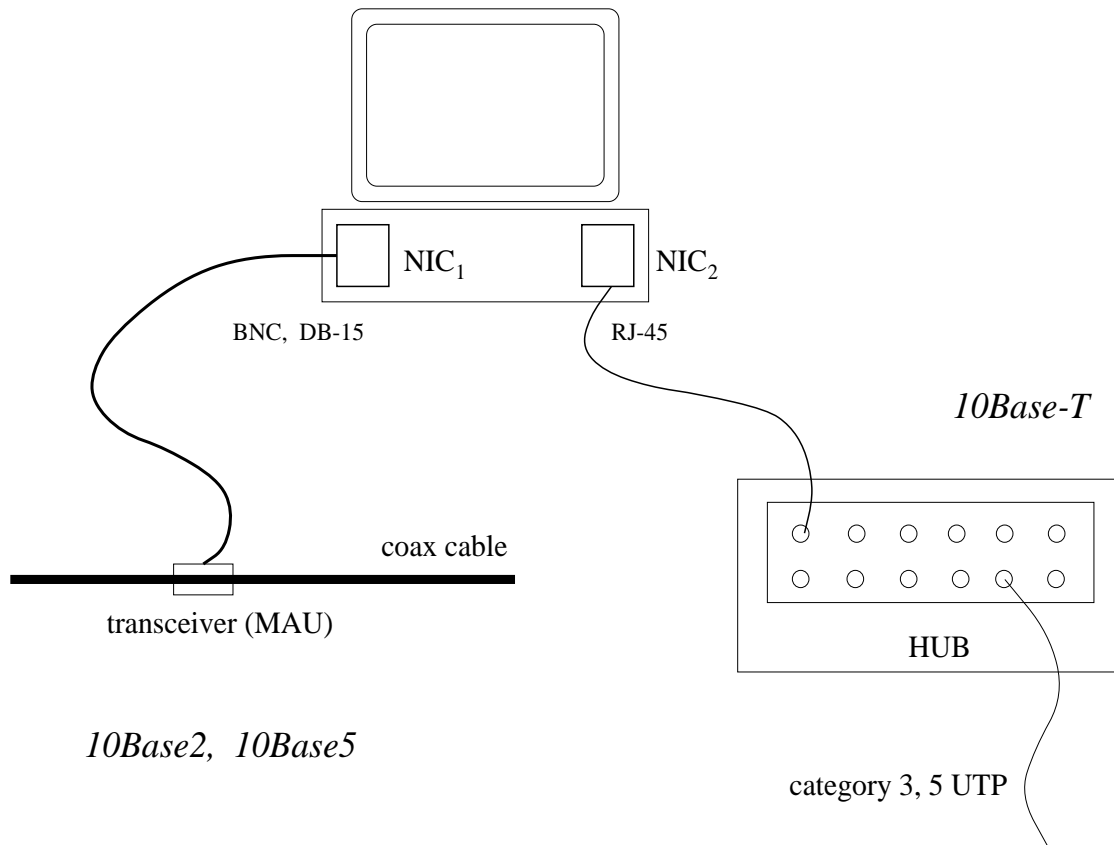 NIC1
NIC2
BNC, DB-15
RJ-45
10Base-T
coax cable
transceiver (MAU)
HUB
10Base2, 10Base5
category 3, 5 UTP